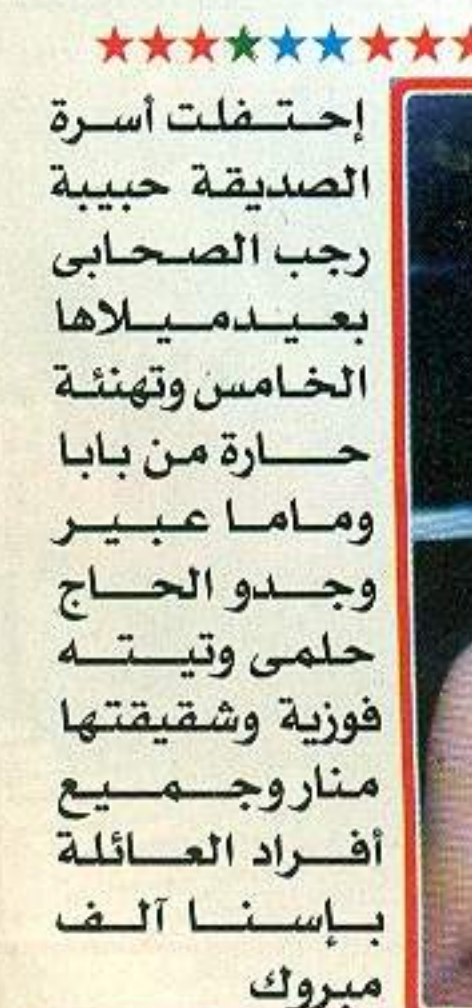 إحتفلت أسرة
الصديقة حبيبة
رجب الصحابى
بعيدميلاها
الخامس وتهنئة
حارة من بابا
وماما عبير
وجدو الحاج
حلمى وتيته
فوزية وشقيقتها
منار وجميع
أفراد العائلة
بإسنا آلف
مبروك